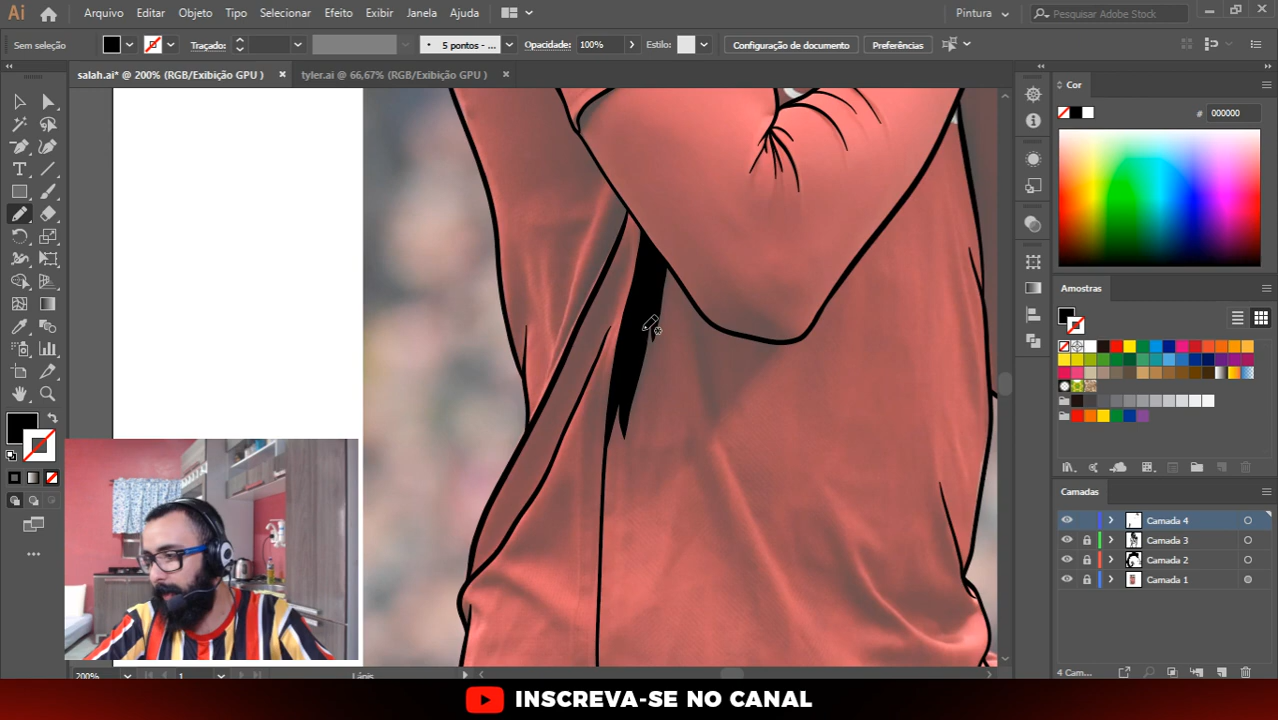 Ai Arquivo Editar Objeto Tipo Selecionar Efeito Exibir Janela Ajuda Pintura Pesquisar Adobe Stock
Sem seleção Traçado: 5 pontos - ... Opacidade: 100% Estilo: Configuração de documento Preferências
salah.ai* @ 200% (RGB/Exibição GPU ) tyler.ai @ 66,67% (RGB/Exibição GPU )
Cor
# 000000
Amostras
Camadas
Camada 4
Camada 3
Camada 2
Camada 1
200% 1 Lápis 4 Cam...
INSCREVA-SE NO CANAL